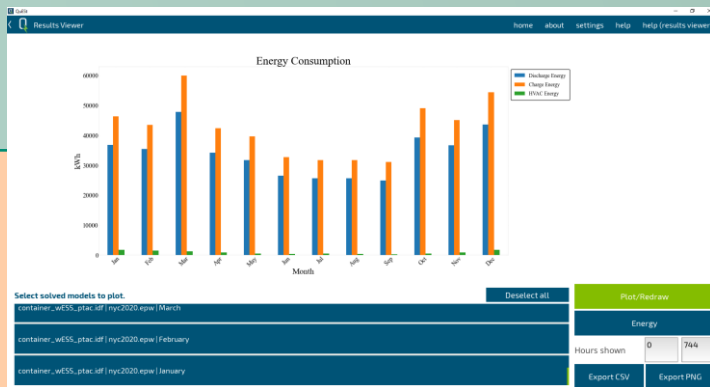 QuESt
Results Viewer
home about settings help help (results viewer)
Energy Consumption
Discharge Energy
Charge Energy
HVAC Energy
60000
50000
40000
30000
20000
10000
0
kWh
Jan Feb Mar Apr May Jun Jul Aug Sep Oct Nov Dec
Month
Select solved models to plot.
Deselect all
Plot/Redraw
container_wESS_ptac.idf | nyc2020.epw | March
Energy
container_wESS_ptac.idf | nyc2020.epw | February
Hours shown 0 744
container_wESS_ptac.idf | nyc2020.epw | January
Export CSV Export PNG